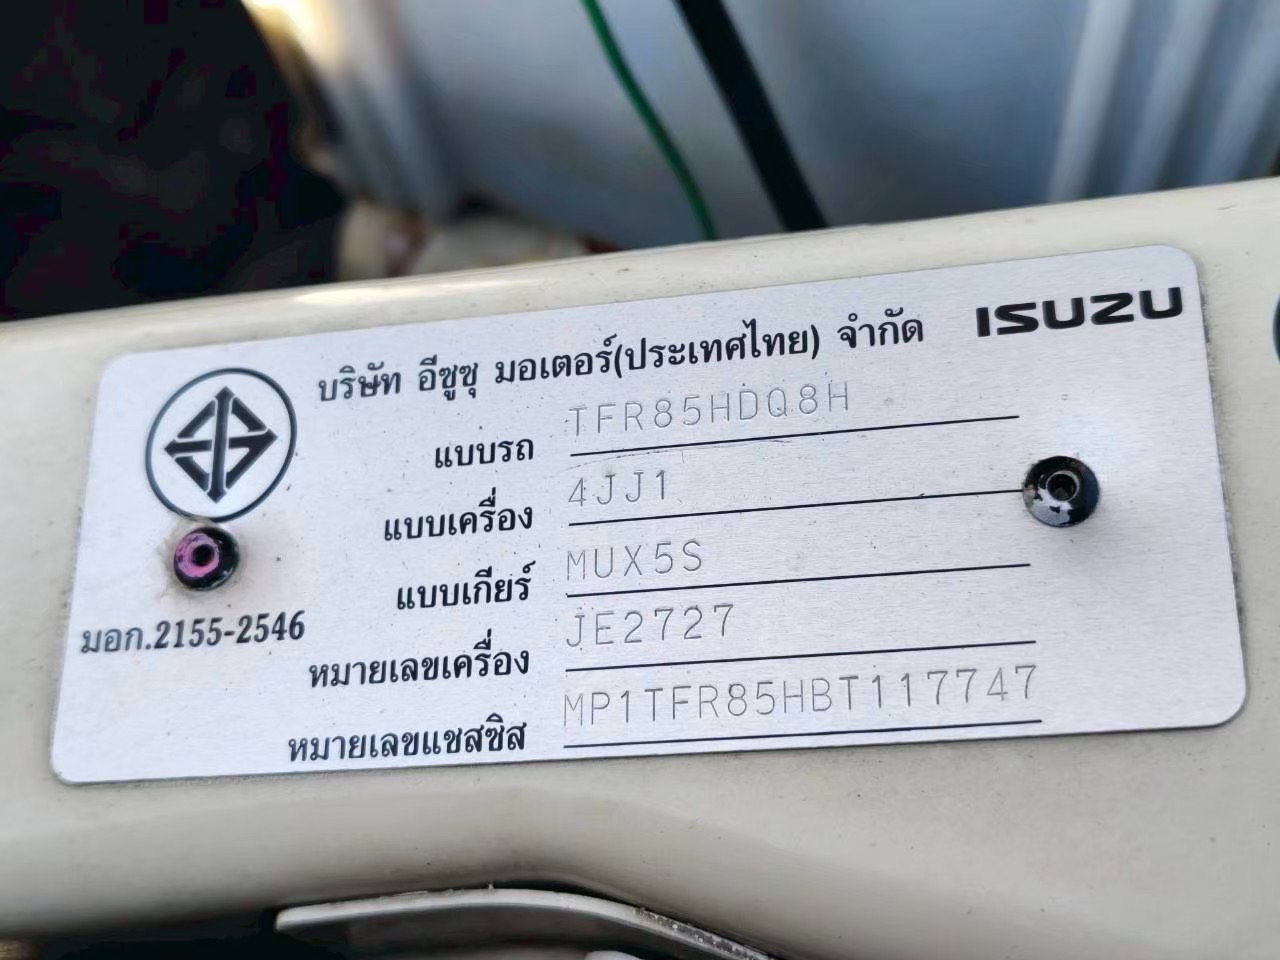 บริษัท อีซูซุ มอเตอร์(ประเทศไทย) จำกัด ISUZU
แบบรถ TFR85HDQ8H
แบบเครื่อง 4JJ1
แบบเกียร์ MUX5S
มอก.2155-2546
หมายเลขเครื่อง JE2727
หมายเลขแชสซิส MP1TFR85HBT117747